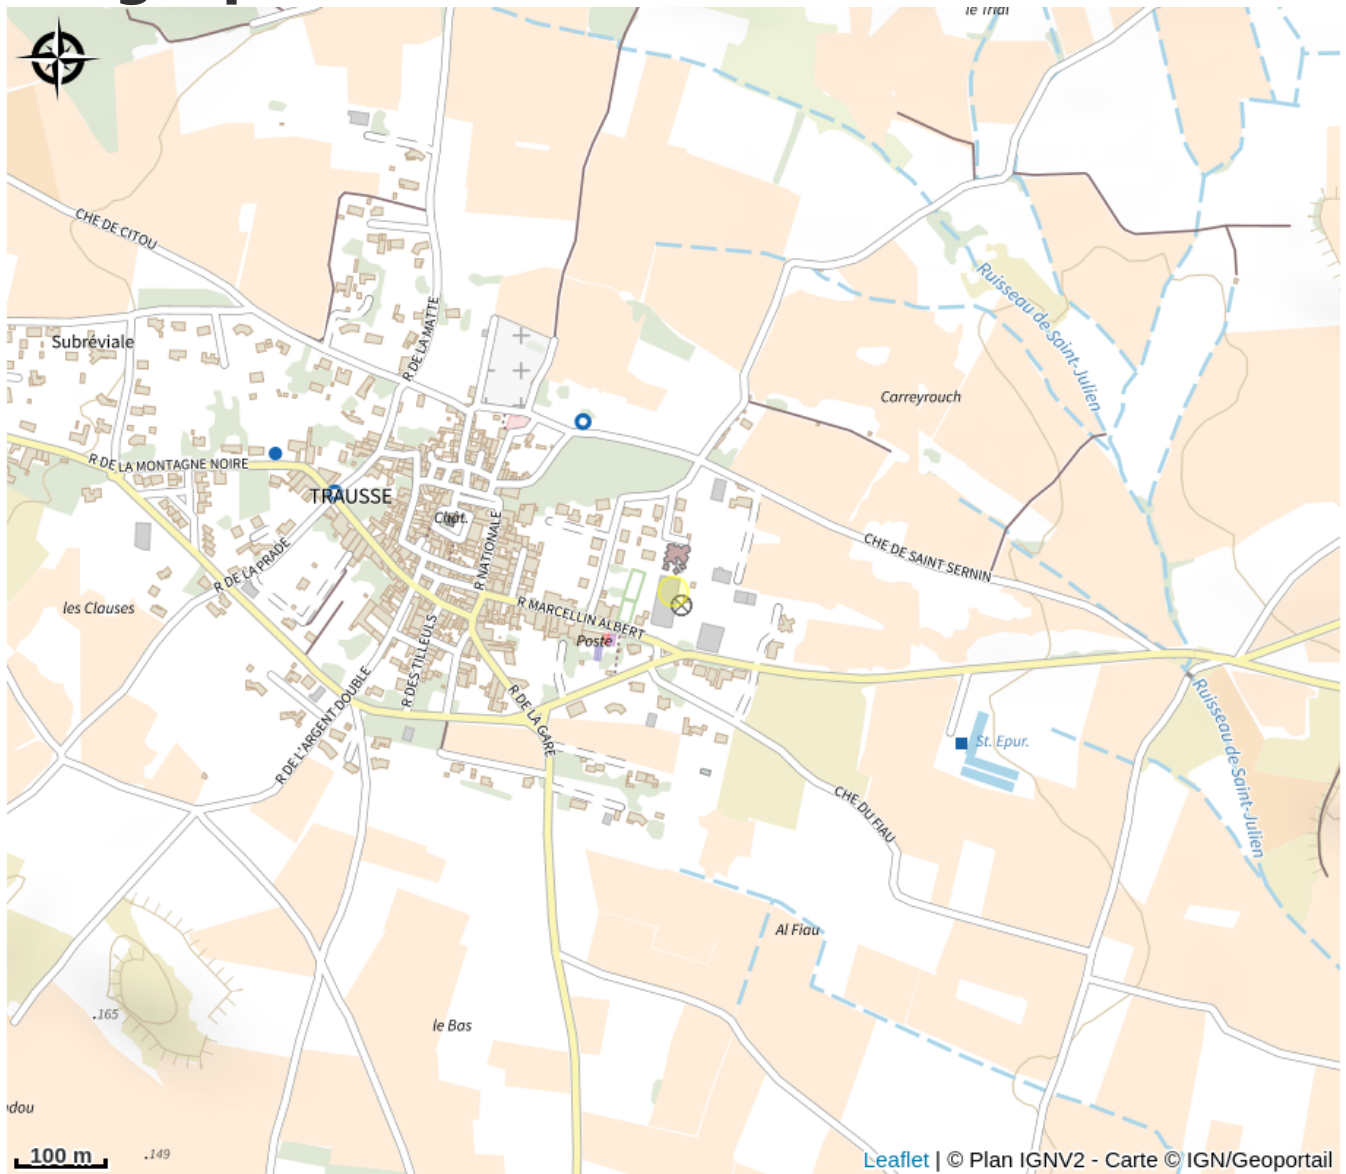 le Trial
CHE DE CITOU
Ruisseau de Saint-Julien
R DE LA MATTE
Subréviale
Carreyrouch
R DE LA MONTAGNE NOIRE
TRAUSSE
Chât.
R NATIONALE
CHE DE SAINT SERNIN
R DE LA PRADE
les Clauses
R MARCELLIN ALBERT
Poste
R DES TILLEULS
R DE L'ARGENT DOUBLE
R DE LA GARE
St. Epur.
Ruisseau de Saint-Julien
CHE DU FIAU
Al Fiau
.165
le Bas
ndou
100 m
.149
Leaflet | © Plan IGNV2 - Carte © IGN/Geoportail